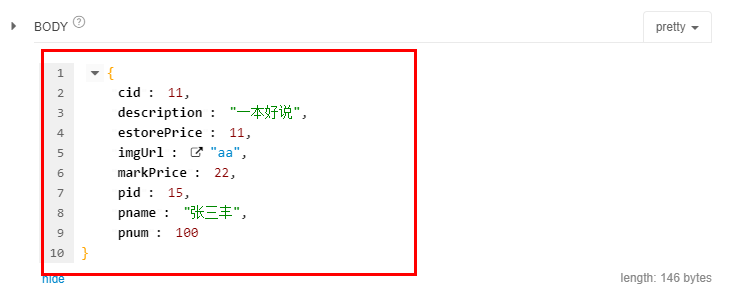 BODY ?
pretty
1 {
2 cid : 11,
3 description : "一本好说",
4 estorePrice : 11,
5 imgUrl : "aa",
6 markPrice : 22,
7 pid : 15,
8 pname : "张三丰",
9 pnum : 100
10 }
hide
length: 146 bytes